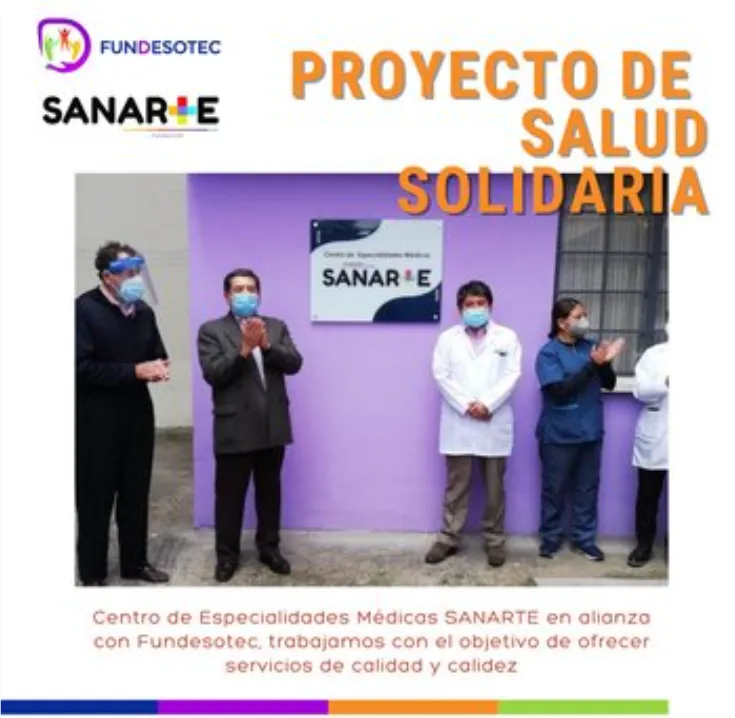 FUNDESOTEC
SANARTE
PROYECTO DE
SALUD
SOLIDARIA
Centro de Especialidades Médicas
SANARTE
Centro de Especialidades Médicas SANARTE en alianza
con Fundesotec, trabajamos con el objetivo de ofrecer
servicios de calidad y calidez